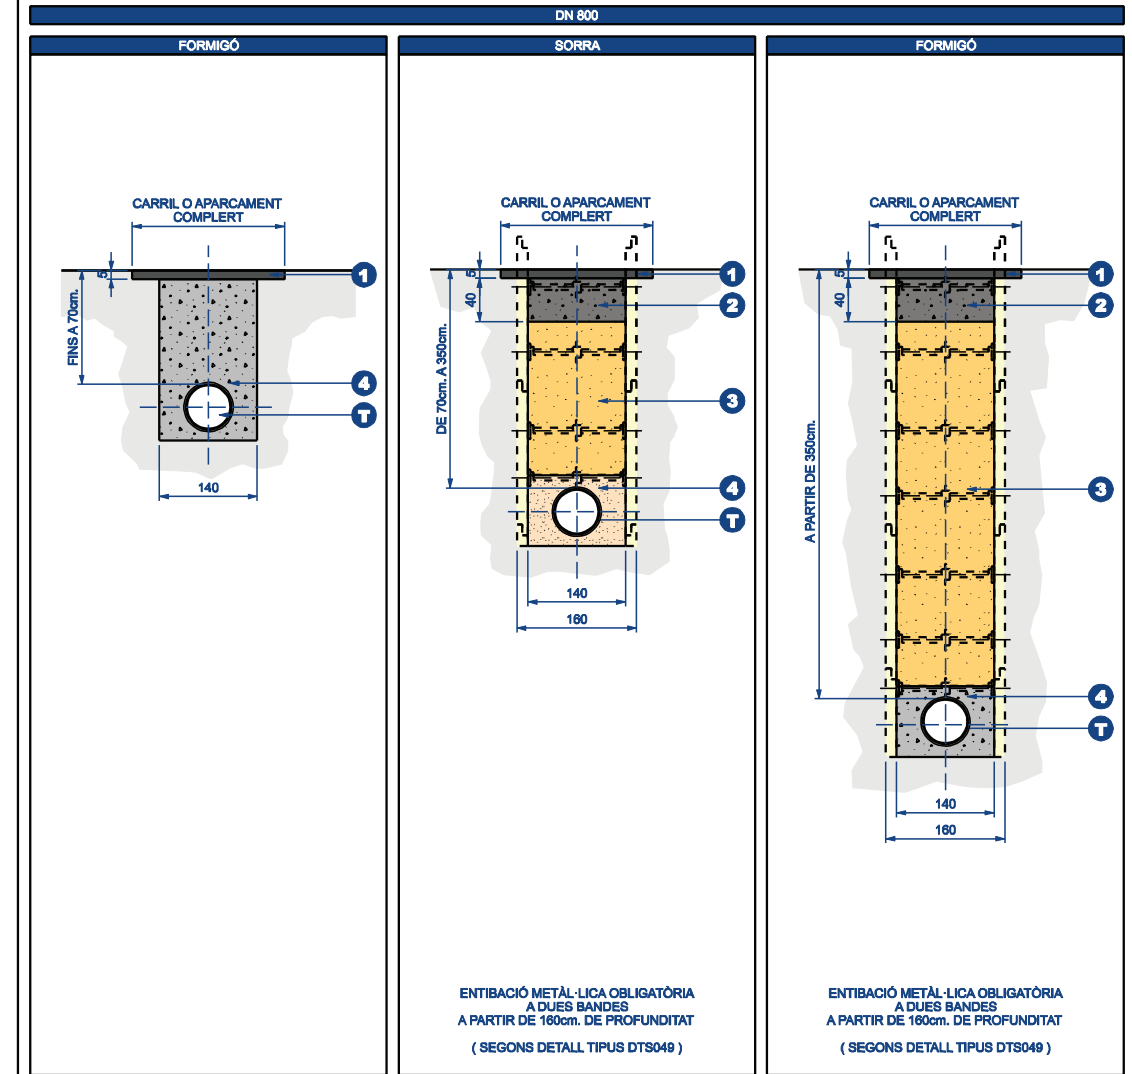 DN 800
FORMIGÓ
CARRIL O APARCAMENT
COMPLERT
5
FINS A 70cm.
1
4
T
140
SORRA
CARRIL O APARCAMENT
COMPLERT
5
40
DE 70cm. A 350cm.
1
2
3
4
T
140
160
ENTIBACIÓ METÀL·LICA OBLIGATÒRIA
A DUES BANDES
A PARTIR DE 160cm. DE PROFUNDITAT
( SEGONS DETALL TIPUS DTS049 )
FORMIGÓ
CARRIL O APARCAMENT
COMPLERT
5
40
A PARTIR DE 350cm.
1
2
3
4
T
140
160
ENTIBACIÓ METÀL·LICA OBLIGATÒRIA
A DUES BANDES
A PARTIR DE 160cm. DE PROFUNDITAT
( SEGONS DETALL TIPUS DTS049 )